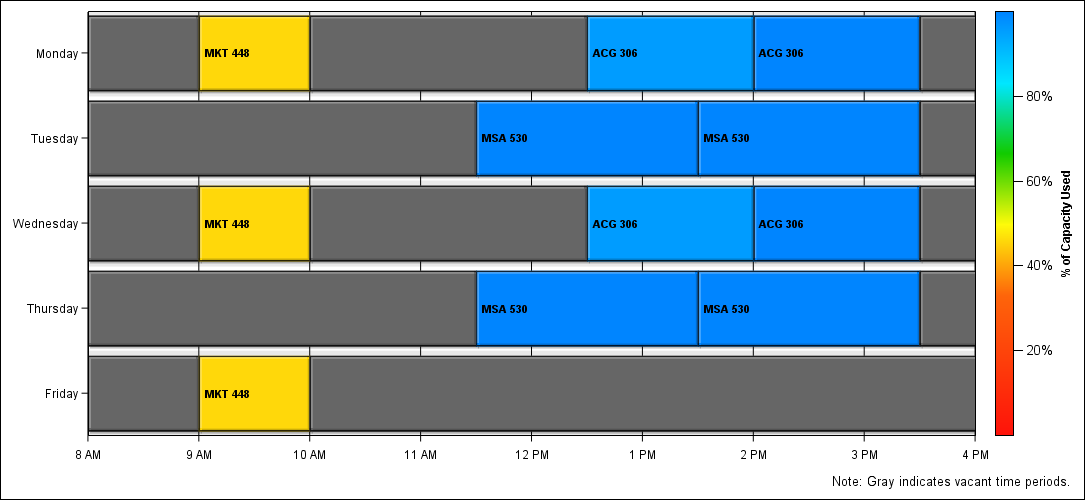 Monday
MKT 448
ACG 306
ACG 306
80%
Tuesday
MSA 530
MSA 530
60%
Wednesday
MKT 448
ACG 306
ACG 306
% of Capacity Used
40%
Thursday
MSA 530
MSA 530
20%
Friday
MKT 448
8 AM
9 AM
10 AM
11 AM
12 PM
1 PM
2 PM
3 PM
4 PM
Note: Gray indicates vacant time periods.